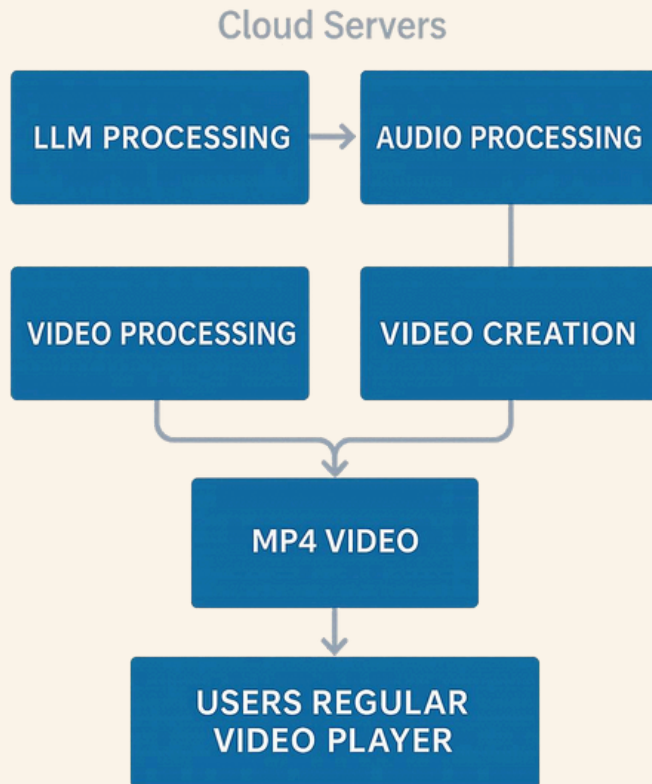 Cloud Servers
LLM PROCESSING
AUDIO PROCESSING
VIDEO PROCESSING
VIDEO CREATION
MP4 VIDEO
USERS REGULAR
VIDEO PLAYER